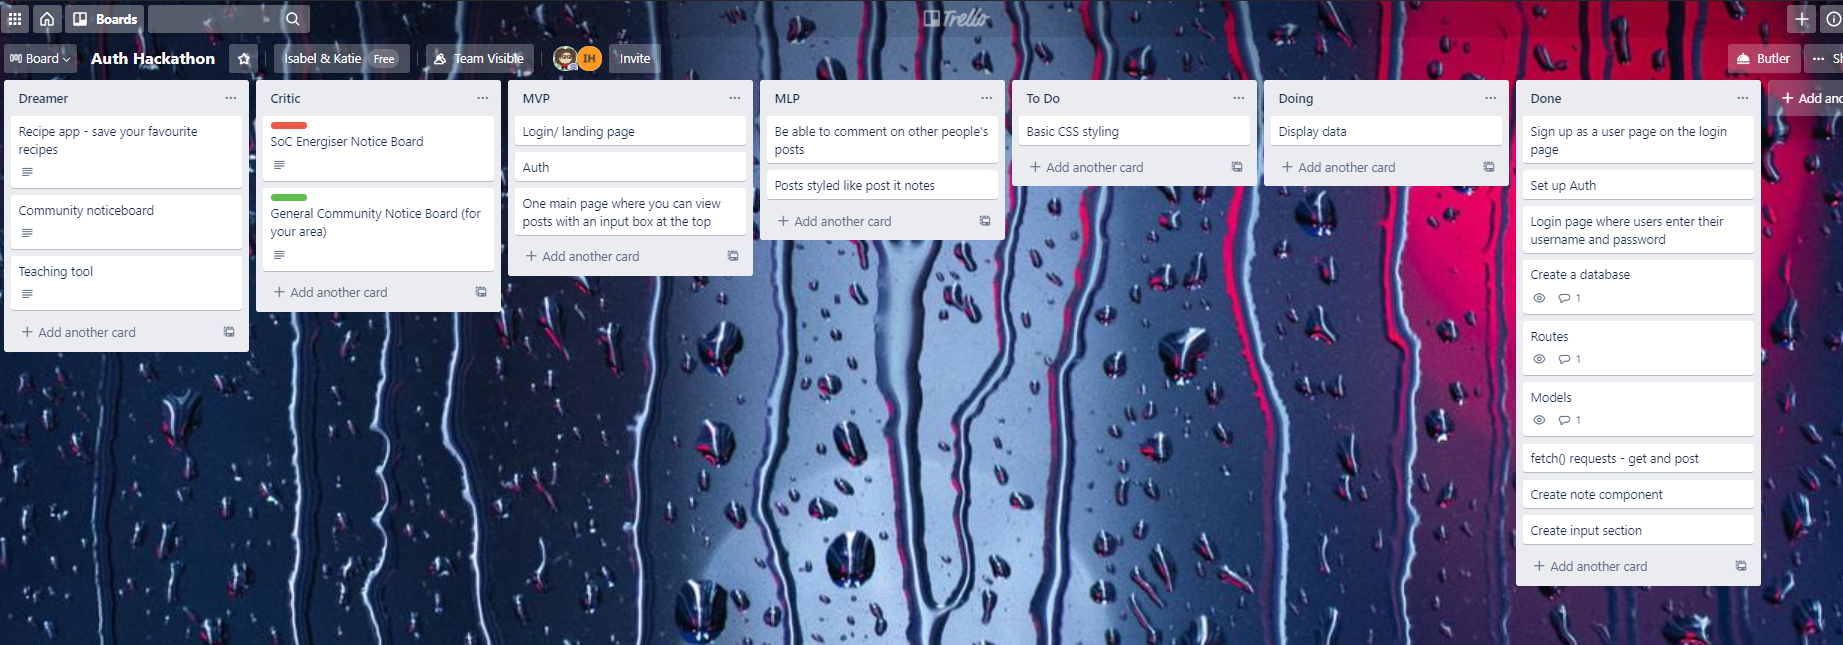 Boards
Trello
Board
Auth Hackathon
Isabel & Katie Free
Team Visible
IH
Invite
Butler
Sh
Dreamer
Recipe app - save your favourite
recipes
Community noticeboard
Teaching tool
+ Add another card
Critic
SoC Energiser Notice Board
General Community Notice Board (for
your area)
+ Add another card
MVP
Login/ landing page
Auth
One main page where you can view
posts with an input box at the top
+ Add another card
MLP
Be able to comment on other people's
posts
Posts styled like post it notes
+ Add another card
To Do
Basic CSS styling
+ Add another card
Doing
Display data
+ Add another card
Done
Sign up as a user page on the login
page
Set up Auth
Login page where users enter their
username and password
Create a database
1
Routes
1
Models
1
fetch() requests - get and post
Create note component
Create input section
+ Add another card
+ Add ano